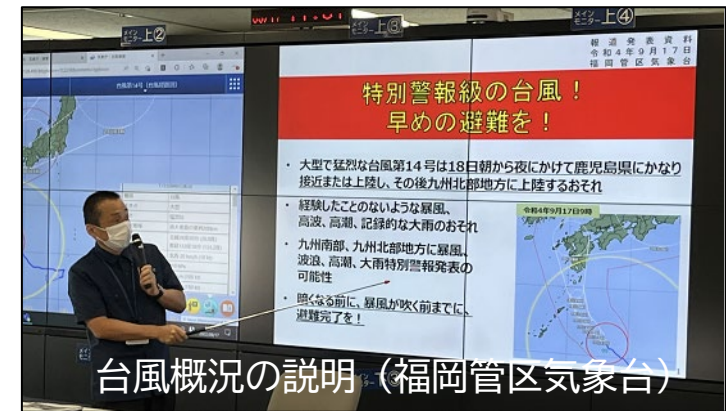 メイン
モニター上②
メイン
モニター上③
メイン
モニター上④
台風第14号
報道発表資料
令和4年9月17日
福岡管区気象台
特別警報級の台風!
早めの避難を!
・ 大型で猛烈な台風第14号は18日朝から夜にかけて鹿児島県にかなり
接近または上陸し、その後九州北部地方に上陸するおそれ
・ 経験したことのないような暴風、
高波、高潮、記録的な大雨のおそれ
・ 九州南部、九州北部地方に暴風、
波浪、高潮、大雨特別警報発表の
可能性
・ 暗くなる前に、暴風が吹く前までに、
避難完了を!
令和4年9月17日9時
台風概況の説明(福岡管区気象台)